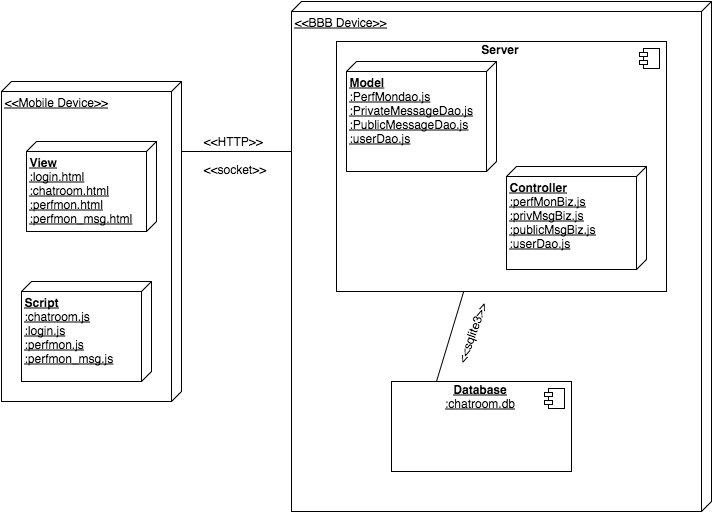 <<BBB Device>>
Server
Model
:PerfMondao.js
:PrivateMessageDao.js
:PublicMessageDao.js
:userDao.js
<<Mobile Device>>
<<HTTP>>
<<socket>>
View
:login.html
:chatroom.html
:perfmon.html
:perfmon_msg.html
Controller
:perfMonBiz.js
:privMsgBiz.js
:publicMsgBiz.js
:userDao.js
Script
:chatroom.js
:login.js
:perfmon.js
:perfmon_msg.js
<<sqlite3>>
Database
:chatroom.db